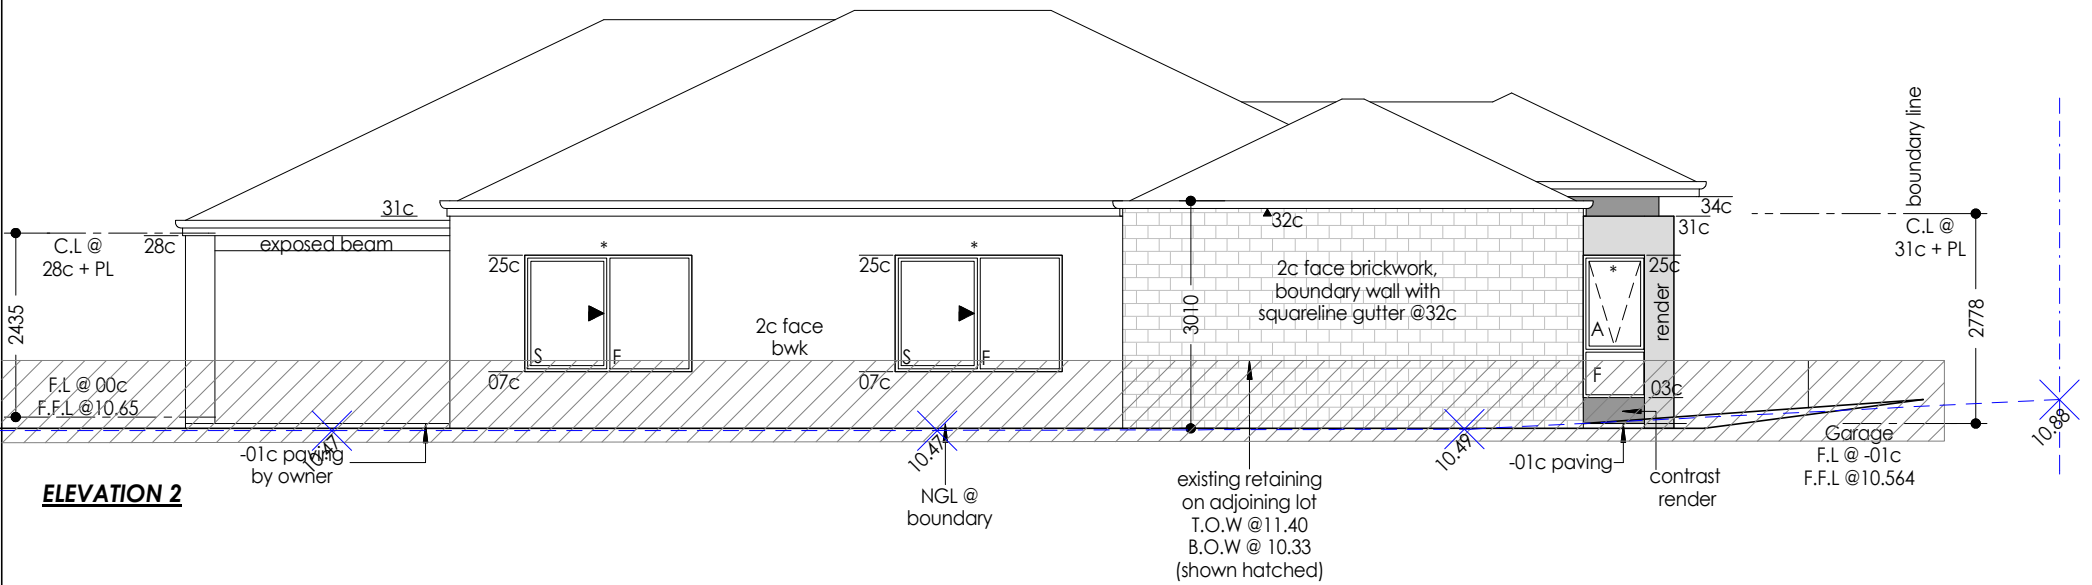 boundary line
31c
34c
32c
31c
C.L @
28c + PL
28c
exposed beam
C.L @
31c + PL
*
*
*
25c
25c
25c
2c face brickwork,
boundary wall with
squareline gutter @32c
render
2435
3010
2778
2c face
bwk
A
S
F
S
F
F
07c
07c
03c
F.L @ 00c
F.F.L @10.65
10.47
10.47
10.49
10.88
-01c paving
by owner
-01c paving
Garage
F.L @ -01c
F.F.L @10.564
contrast
render
ELEVATION 2
NGL @
boundary
existing retaining
on adjoining lot
T.O.W @11.40
B.O.W @ 10.33
(shown hatched)